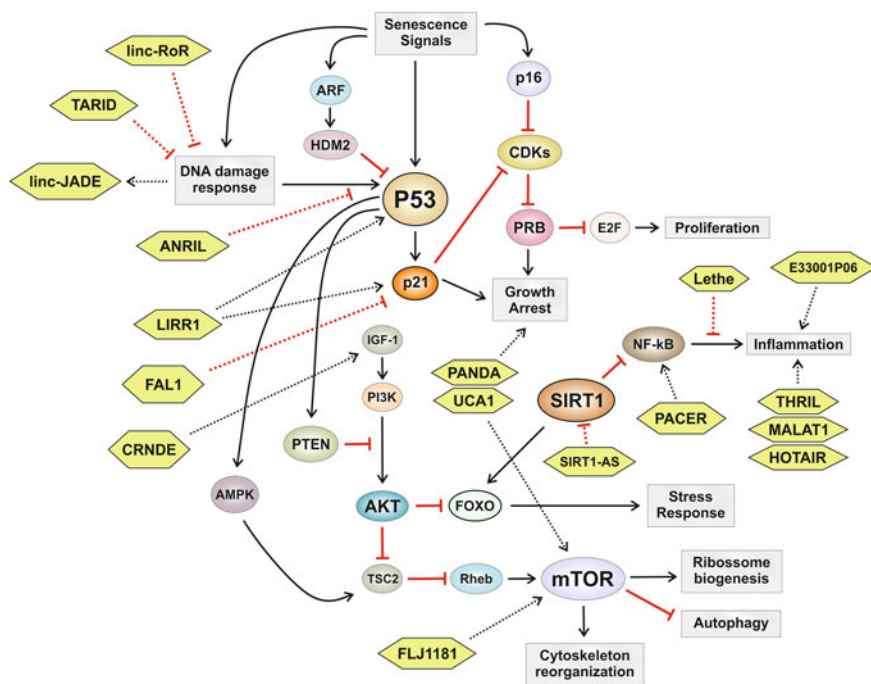 Senescence
Signals
linc-RoR
TARID
linc-JADE
ARF
HDM2
p16
CDKs
DNA damage
response
P53
PRB
E2F
Proliferation
ANRIL
p21
Growth
Arrest
Lethe
E33001P06
LIRR1
IGF-1
NF-kB
Inflammation
FAL1
PI3K
PANDA
UCA1
SIRT1
PACER
THRIL
MALAT1
HOTAIR
CRNDE
PTEN
SIRT1-AS
AMPK
AKT
FOXO
Stress
Response
TSC2
Rheb
mTOR
Ribossome
biogenesis
Autophagy
FLJ1181
Cytoskeleton
reorganization